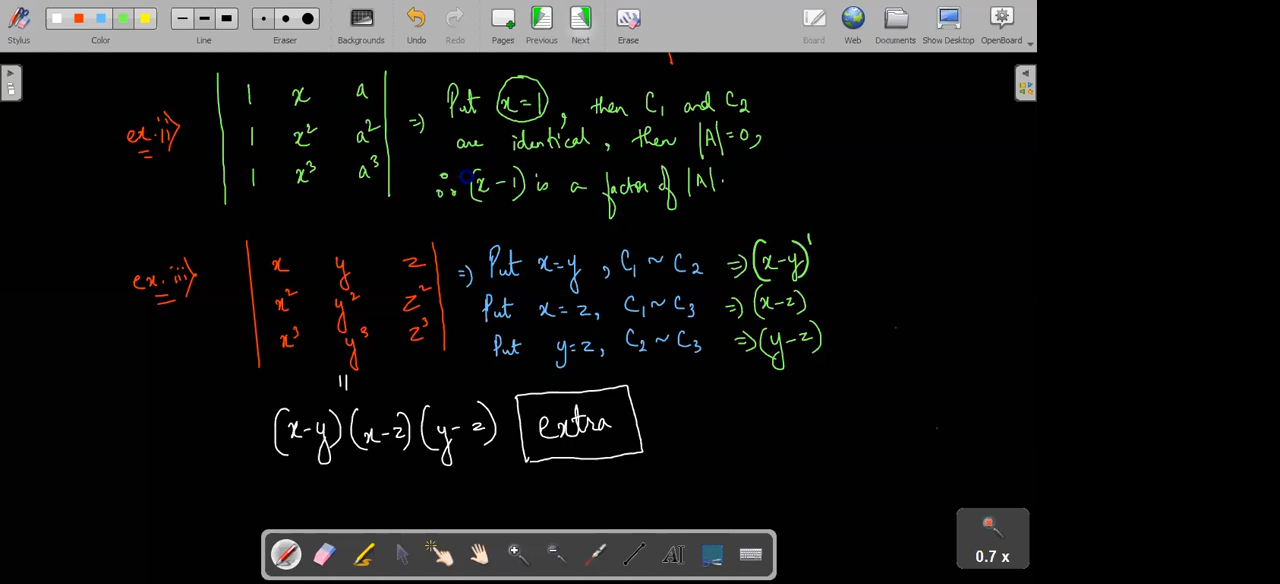 Stylus Color Line Eraser Backgrounds Undo Redo Pages Previous Next Erase Board Web Documents Show Desktop OpenBoard
ex. ii) | 1 x a | ⇒) Put x=1, then C1 and C2
| 1 x² a² | are identical, then |A|=0,
| 1 x³ a³ | ∴ (x-1) is a factor of |A|.
ex. iii) | x y z | ⇒) Put x=y, C1 ~ C2 ⇒) (x-y)'
| x² y² z² | Put x=z, C1 ~ C3 ⇒) (x-z)
| x³ y³ z³ | Put y=z, C2 ~ C3 ⇒) (y-z)
||
(x-y)(x-z)(y-z) extra
AI
0.7 x